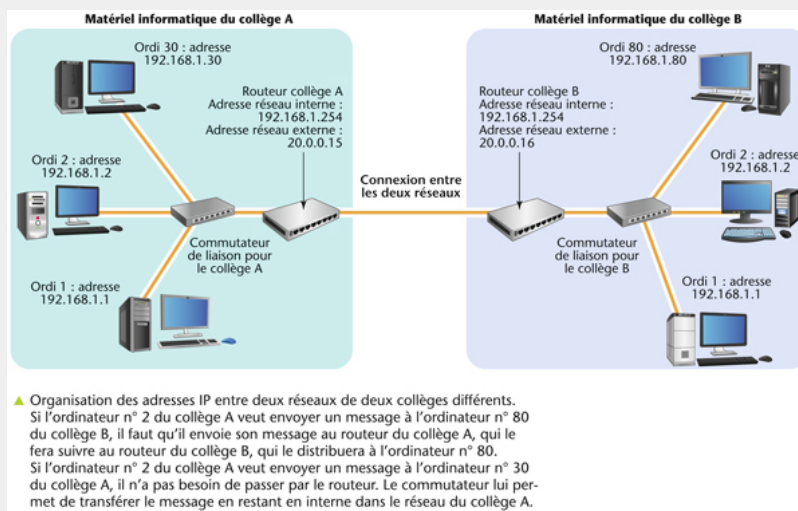 Matériel informatique du collège A
Ordi 30 : adresse
192.168.1.30
Routeur collège A
Adresse réseau interne :
192.168.1.254
Adresse réseau externe :
20.0.0.15
Ordi 2 : adresse
192.168.1.2
Commutateur
de liaison pour
le collège A
Ordi 1 : adresse
192.168.1.1
Connexion entre
les deux réseaux
Matériel informatique du collège B
Ordi 80 : adresse
192.168.1.80
Routeur collège B
Adresse réseau interne :
192.168.1.254
Adresse réseau externe :
20.0.0.16
Ordi 2 : adresse
192.168.1.2
Commutateur
de liaison pour
le collège B
Ordi 1 : adresse
192.168.1.1
▲ Organisation des adresses IP entre deux réseaux de deux collèges différents.
Si l'ordinateur n° 2 du collège A veut envoyer un message à l'ordinateur n° 80
du collège B, il faut qu'il envoie son message au routeur du collège A, qui le
fera suivre au routeur du collège B, qui le distribuera à l'ordinateur n° 80.
Si l'ordinateur n° 2 du collège A veut envoyer un message à l'ordinateur n° 30
du collège A, il n'a pas besoin de passer par le routeur. Le commutateur lui per-
met de transférer le message en restant en interne dans le réseau du collège A.